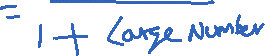 =
1 + Large Number